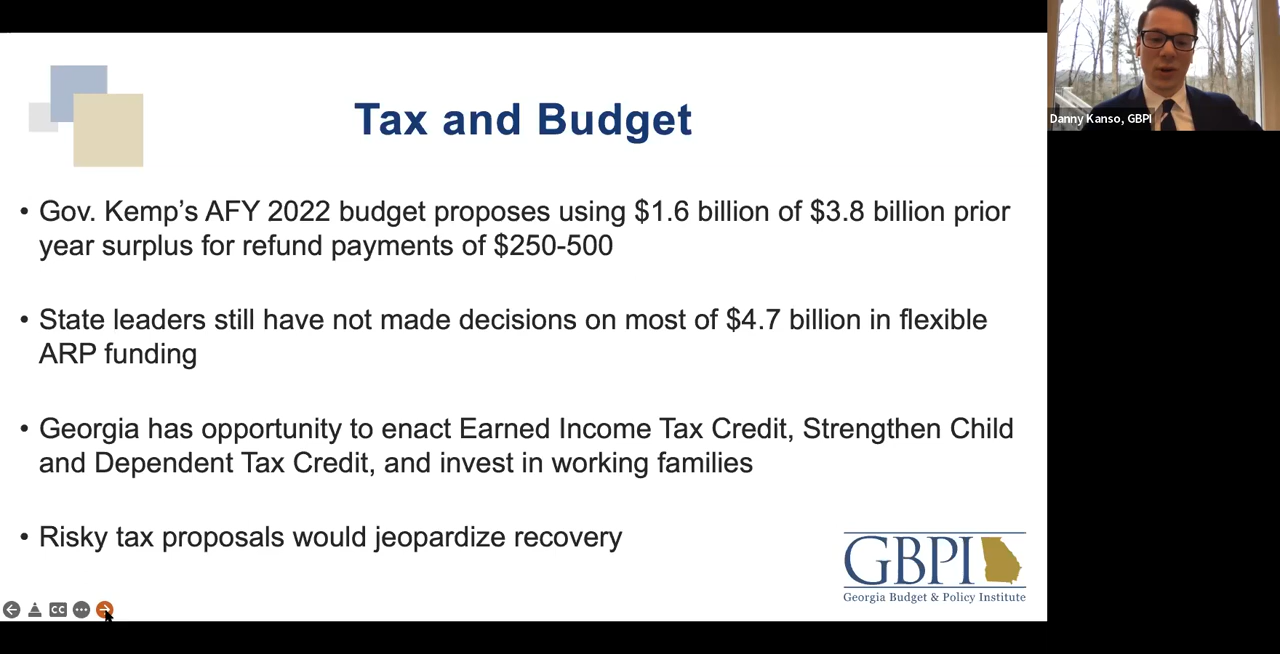 Tax and Budget
• Gov. Kemp’s AFY 2022 budget proposes using $1.6 billion of $3.8 billion prior
year surplus for refund payments of $250-500
• State leaders still have not made decisions on most of $4.7 billion in flexible
ARP funding
• Georgia has opportunity to enact Earned Income Tax Credit, Strengthen Child
and Dependent Tax Credit, and invest in working families
• Risky tax proposals would jeopardize recovery
GBPI
Georgia Budget & Policy Institute
CC
Danny Kanso, GBPI